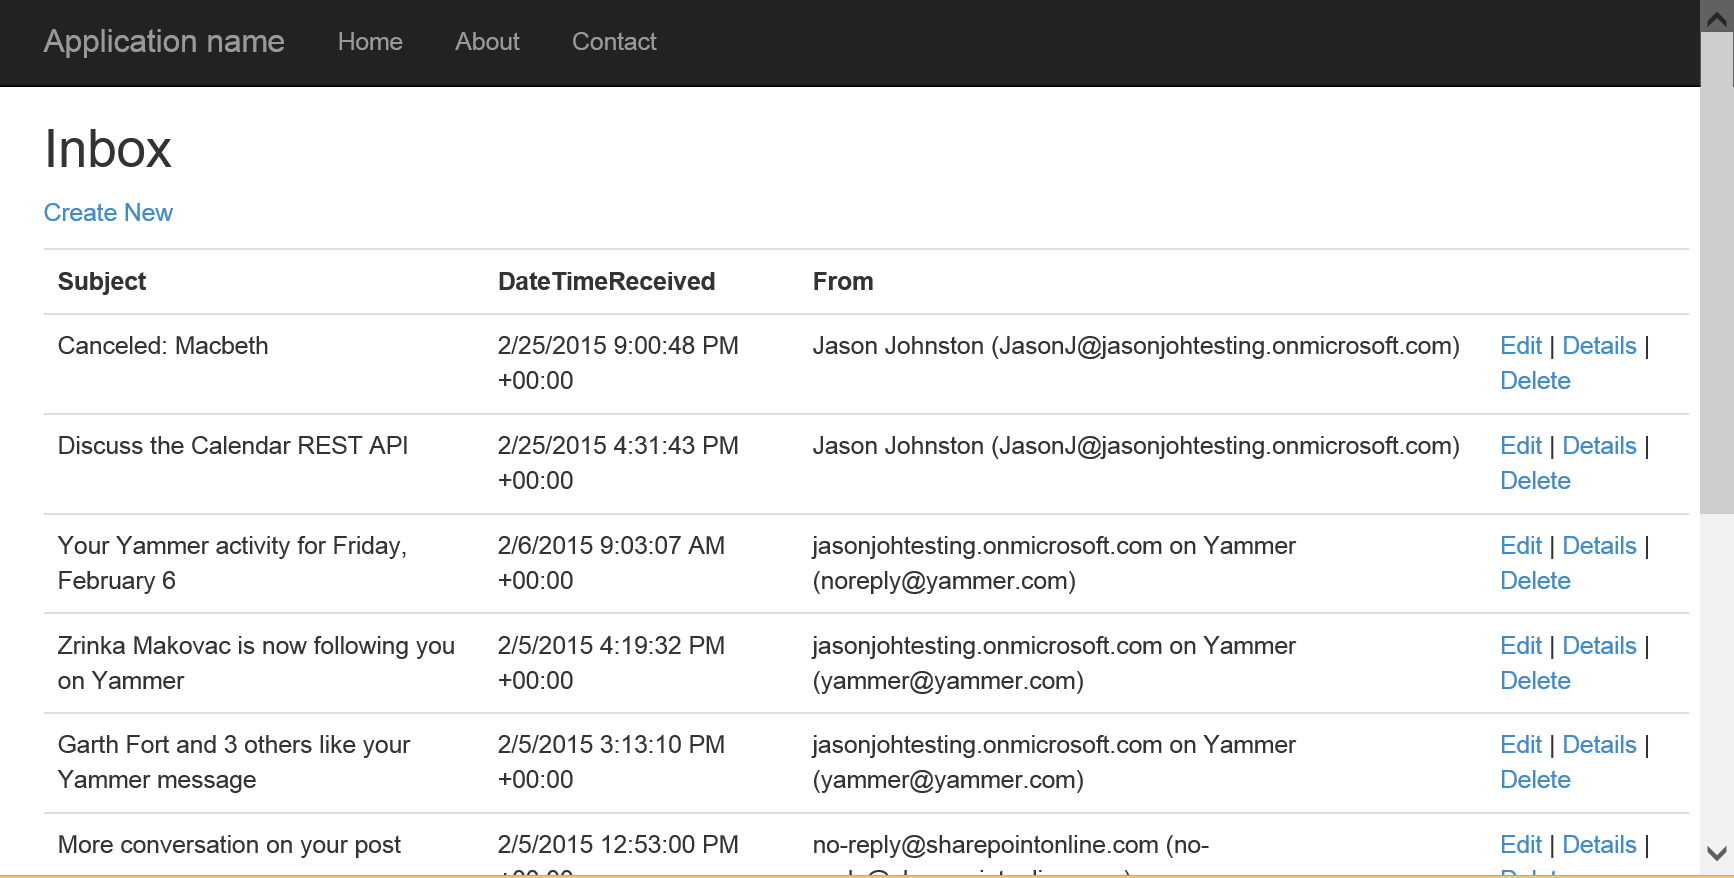 Application name Home About Contact
Inbox
Create New
Subject DateTimeReceived From
Canceled: Macbeth 2/25/2015 9:00:48 PM Jason Johnston (JasonJ@jasonjohtesting.onmicrosoft.com) Edit | Details |
+00:00 Delete
Discuss the Calendar REST API 2/25/2015 4:31:43 PM Jason Johnston (JasonJ@jasonjohtesting.onmicrosoft.com) Edit | Details |
+00:00 Delete
Your Yammer activity for Friday, 2/6/2015 9:03:07 AM jasonjohtesting.onmicrosoft.com on Yammer Edit | Details |
February 6 +00:00 (noreply@yammer.com) Delete
Zrinka Makovac is now following you 2/5/2015 4:19:32 PM jasonjohtesting.onmicrosoft.com on Yammer Edit | Details |
on Yammer +00:00 (yammer@yammer.com) Delete
Garth Fort and 3 others like your 2/5/2015 3:13:10 PM jasonjohtesting.onmicrosoft.com on Yammer Edit | Details |
Yammer message +00:00 (yammer@yammer.com) Delete
More conversation on your post 2/5/2015 12:53:00 PM no-reply@sharepointonline.com (no- Edit | Details |